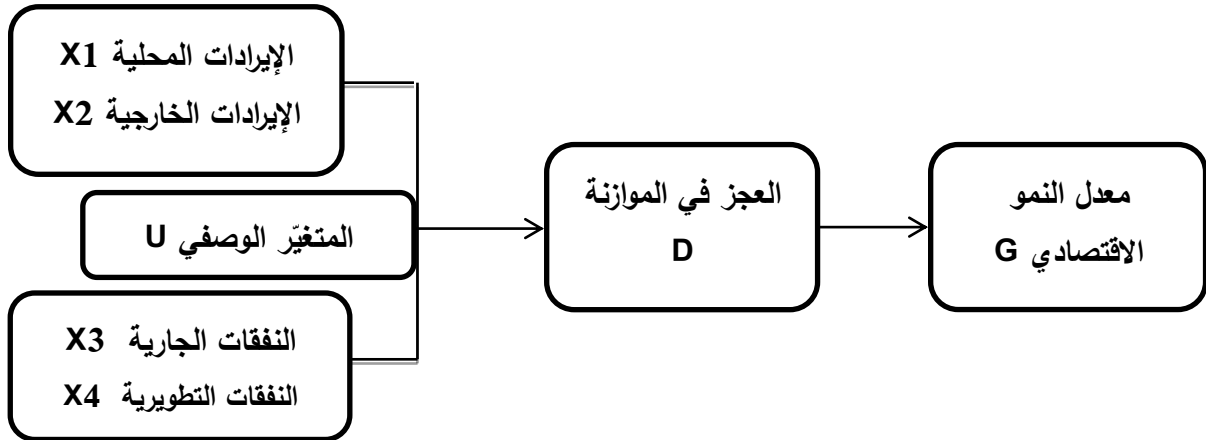 الإيرادات المحلية X1
الإيرادات الخارجية X2
المتغيّر الوصفي U
النفقات الجارية X3
النفقات التطويرية X4
العجز في الموازنة
D
معدل النمو
الاقتصادي G